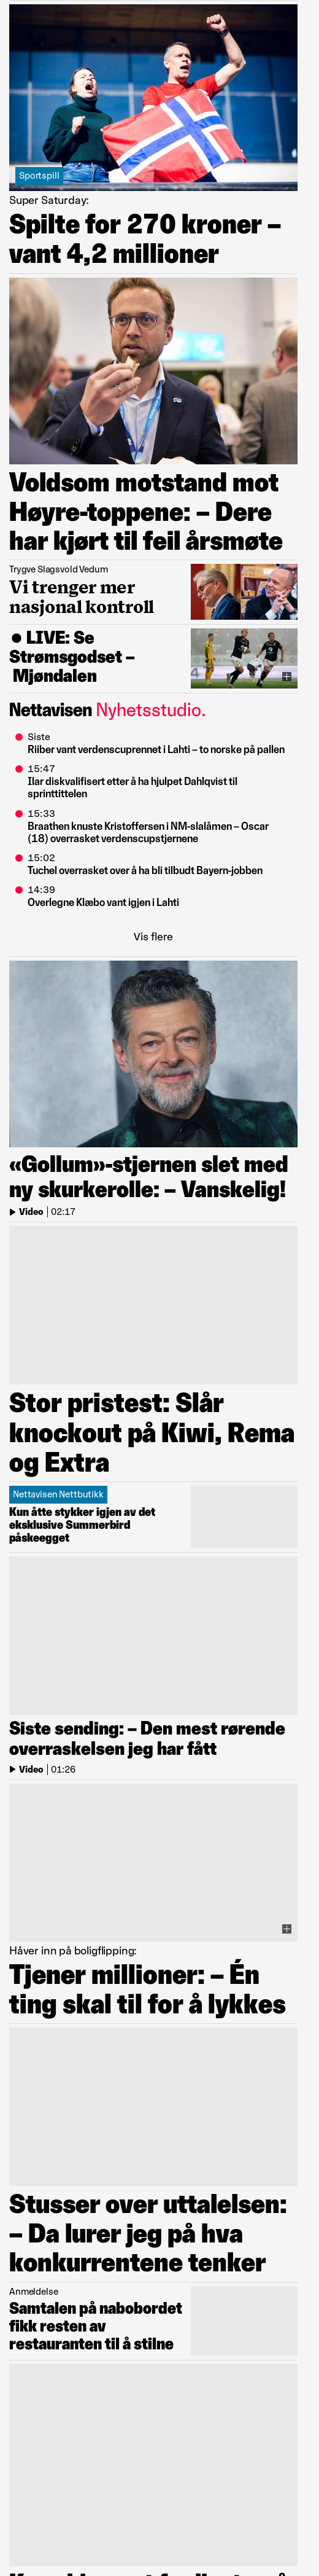 Sportspill
Super Saturday:
Spilte for 270 kroner –
vant 4,2 millioner
Voldsom motstand mot
Høyre-toppene: – Dere
har kjørt til feil årsmøte
Trygve Slagsvold Vedum
Vi trenger mer
nasjonal kontroll
● LIVE: Se
Strømsgodset –
Mjøndalen
Nettavisen Nyhetsstudio.
Siste
Riiber vant verdenscuprennet i Lahti – to norske på pallen
15:47
Ilar diskvalifisert etter å ha hjulpet Dahlqvist til
sprinttittelen
15:33
Braathen knuste Kristoffersen i NM-slalåmen – Oscar
(18) overrasket verdenscupstjernene
15:02
Tuchel overrasket over å ha bli tilbudt Bayern-jobben
14:39
Overlegne Klæbo vant igjen i Lahti
Vis flere
«Gollum»-stjernen slet med
ny skurkerolle: – Vanskelig!
Video | 02:17
Stor pristest: Slår
knockout på Kiwi, Rema
og Extra
Nettavisen Nettbutikk
Kun åtte stykker igjen av det
eksklusive Summerbird
påskeegget
Siste sending: – Den mest rørende
overraskelsen jeg har fått
Video | 01:26
Håver inn på boligflipping:
Tjener millioner: – Én
ting skal til for å lykkes
Stusser over uttalelsen:
– Da lurer jeg på hva
konkurrentene tenker
Anmeldelse
Samtalen på nabobordet
fikk resten av
restauranten til å stilne